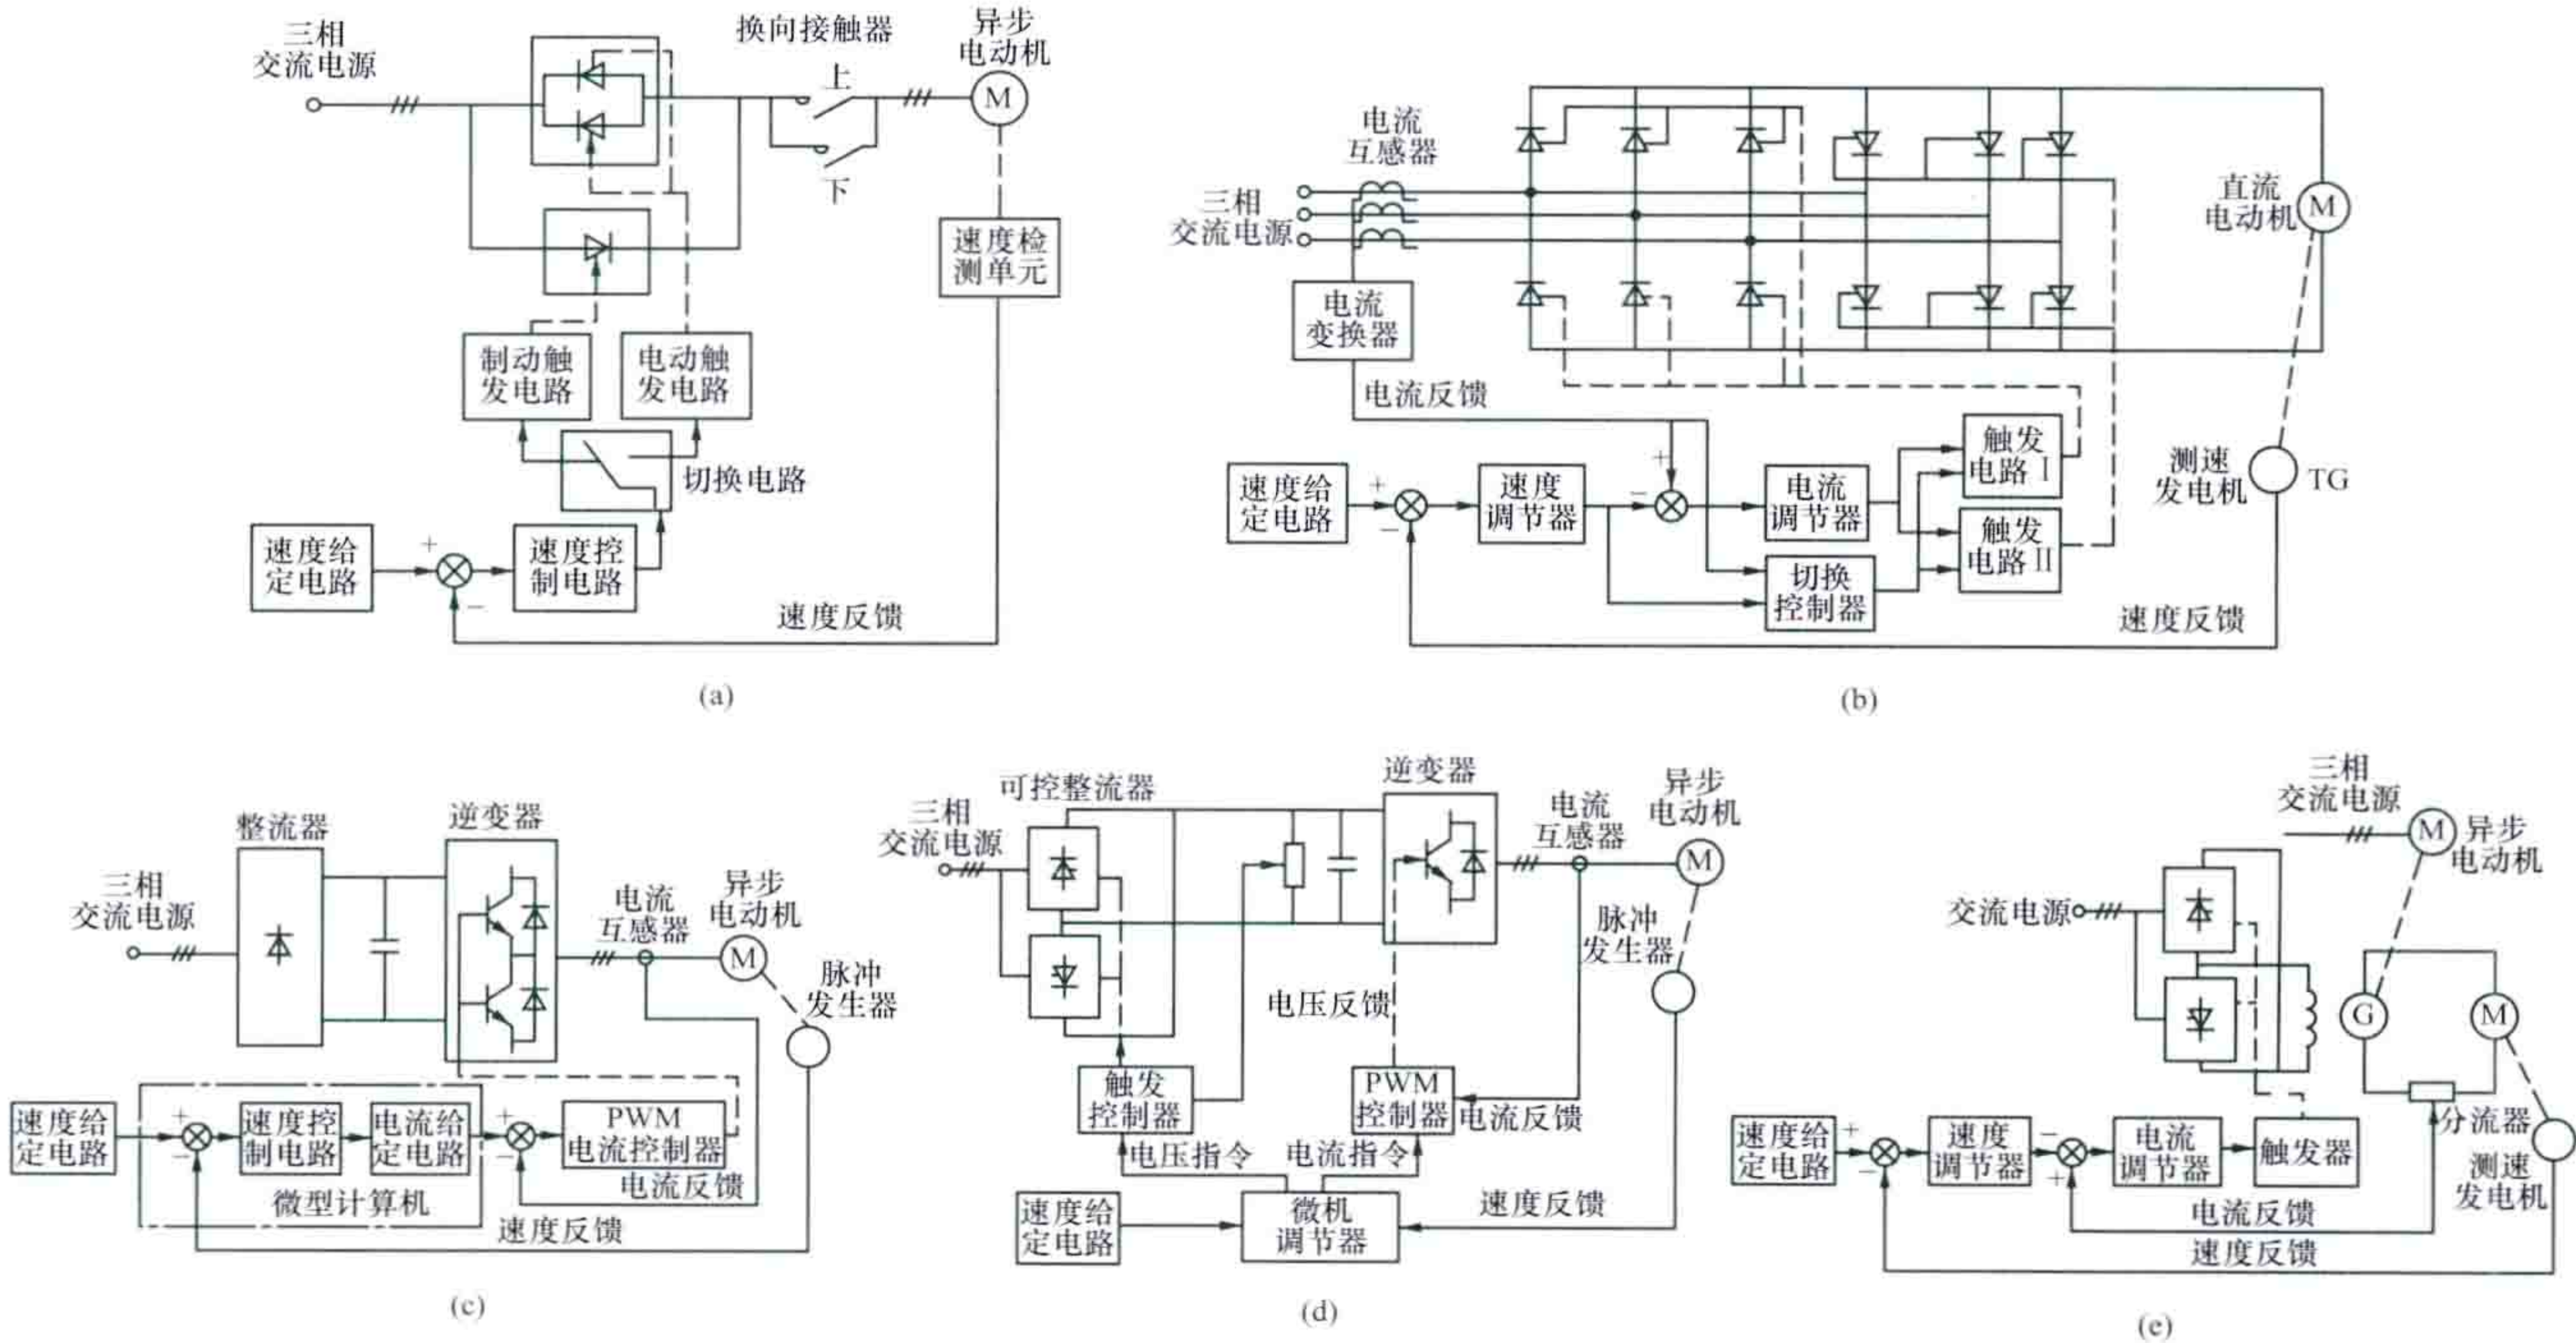 三相
交流电源
换向接触器
上
下
异步
电动机
M
速度检
测单元
制动触
发电路
电动触
发电路
切换电路
速度给
定电路
+
−
速度控
制电路
速度反馈
(a)
电流
互感器
三相
交流电源
电流
变换器
电流反馈
直流
电动机
M
测速
发电机
TG
速度给
定电路
+
−
速度
调节器
+
−
电流
调节器
触发
电路Ⅰ
触发
电路Ⅱ
切换
控制器
速度反馈
(b)
整流器
逆变器
三相
交流电源
电流
互感器
异步
电动机
M
脉冲
发生器
速度给
定电路
+
−
速度控
制电路
电流给
定电路
+
−
PWM
电流控制器
微型计算机
电流反馈
速度反馈
(c)
可控整流器
逆变器
三相
交流电源
电流
互感器
异步
电动机
M
脉冲
发生器
电压反馈
触发
控制器
PWM
控制器
电流反馈
电压指令
电流指令
速度给
定电路
微机
调节器
速度反馈
(d)
三相
交流电源
M
异步
电动机
交流电源
G
M
分流器
测速
发电机
速度给
定电路
+
−
速度
调节器
−
+
电流
调节器
触发器
电流反馈
速度反馈
(e)